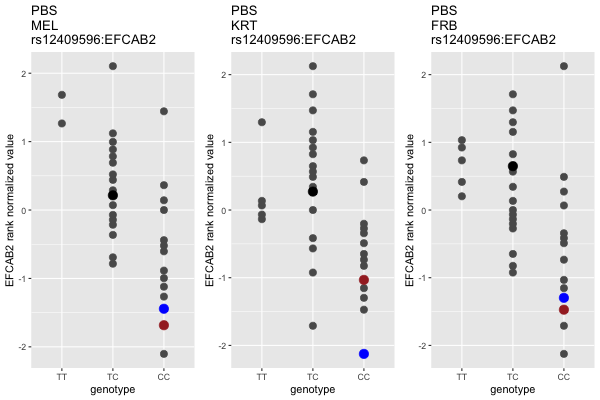 PBS
MEL
rs12409596:EFCAB2
EFCAB2 rank normalized value
2
1
0
-1
-2
TT
TC
CC
genotype
PBS
KRT
rs12409596:EFCAB2
EFCAB2 rank normalized value
2
1
0
-1
-2
TT
TC
CC
genotype
PBS
FRB
rs12409596:EFCAB2
EFCAB2 rank normalized value
2
1
0
-1
-2
TT
TC
CC
genotype